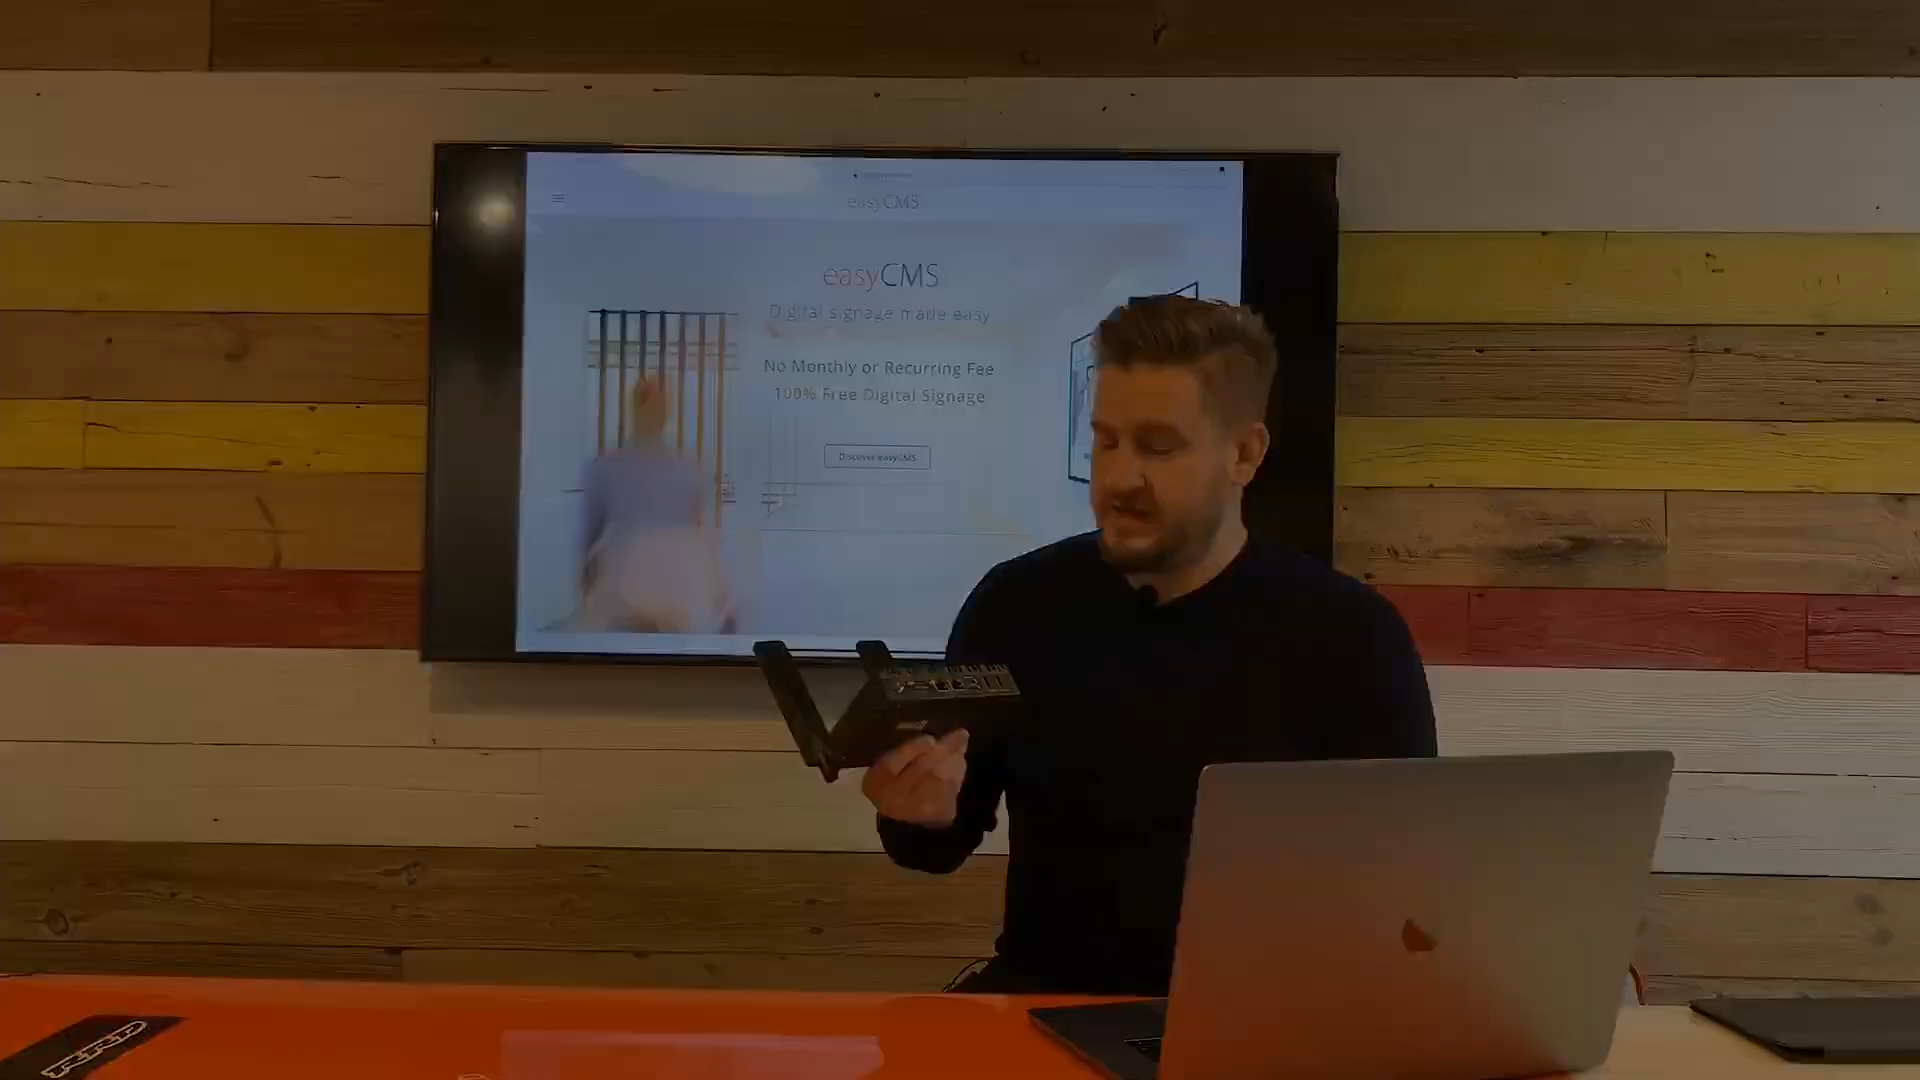 easyCMS
easyCMS
Digital signage made easy
No Monthly or Recurring Fee
100% Free Digital Signage
Discover easyCMS